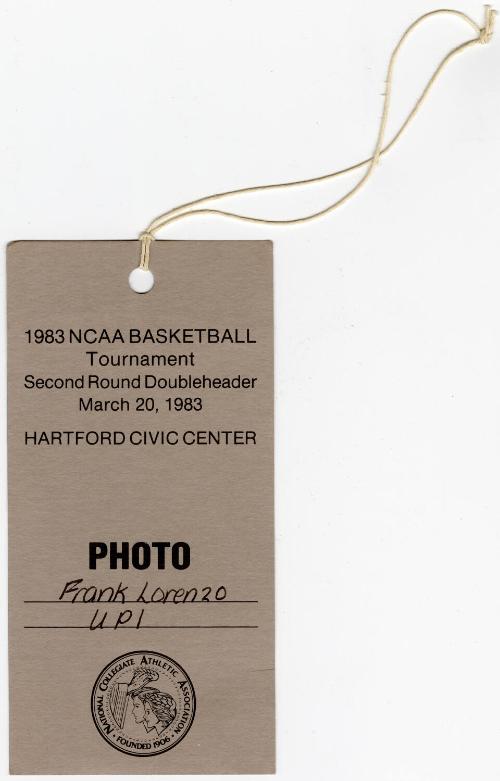 1983 NCAA BASKETBALL
Tournament
Second Round Doubleheader
March 20, 1983
HARTFORD CIVIC CENTER
PHOTO
Frank Lorenzo
UPI
NATIONAL COLLEGIATE ATHLETIC ASSOCIATION
• FOUNDED 1906 •